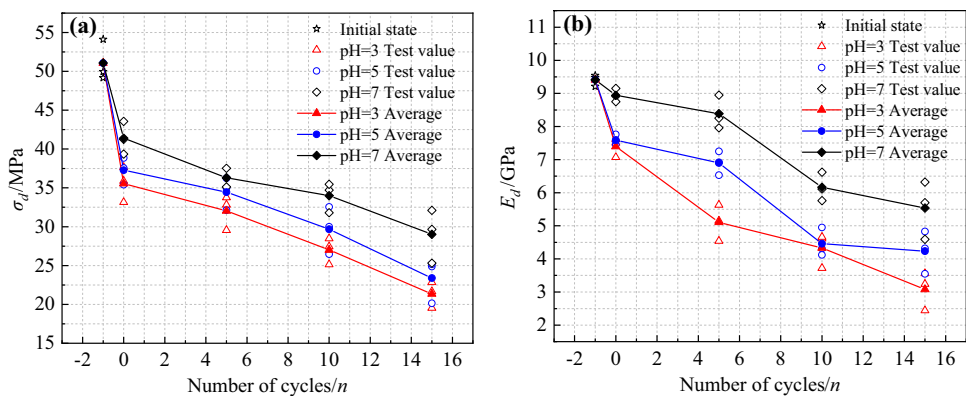 (a)
Initial state
pH=3 Test value
pH=5 Test value
pH=7 Test value
pH=3 Average
pH=5 Average
pH=7 Average
σd/MPa
55
50
45
40
35
30
25
20
15
-2 0 2 4 6 8 10 12 14 16
Number of cycles/n
(b)
Initial state
pH=3 Test value
pH=5 Test value
pH=7 Test value
pH=3 Average
pH=5 Average
pH=7 Average
Ed/GPa
11
10
9
8
7
6
5
4
3
2
-2 0 2 4 6 8 10 12 14 16
Number of cycles/n